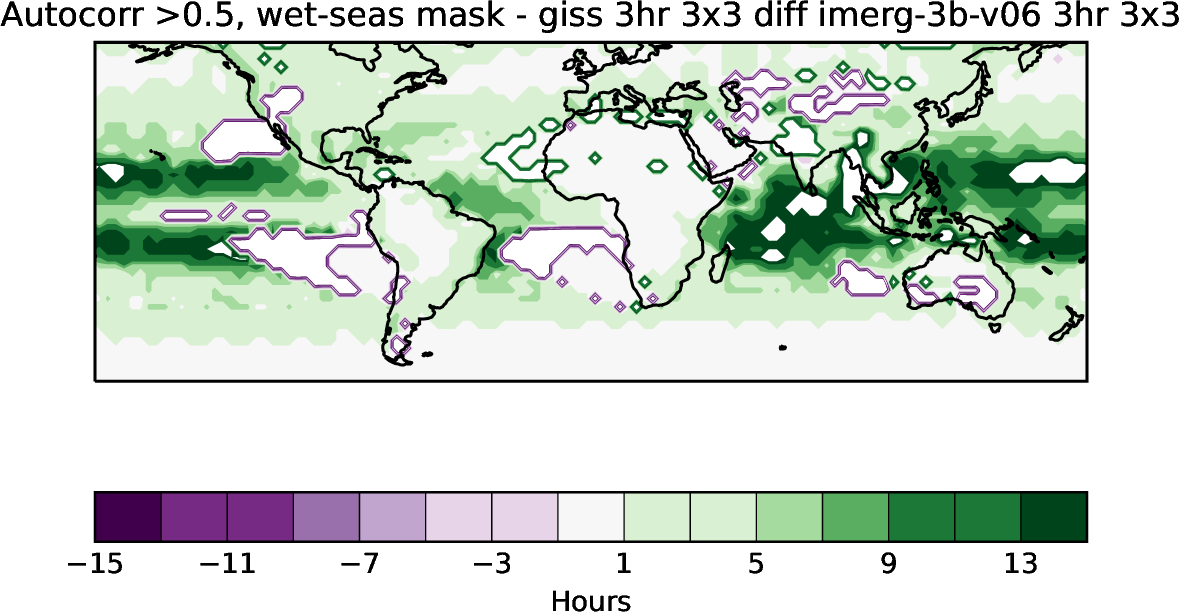 Autocorr >0.5, wet-seas mask - giss 3hr 3x3 diff imerg-3b-v06 3hr 3x3
−15 −11 −7 −3 1 5 9 13
Hours